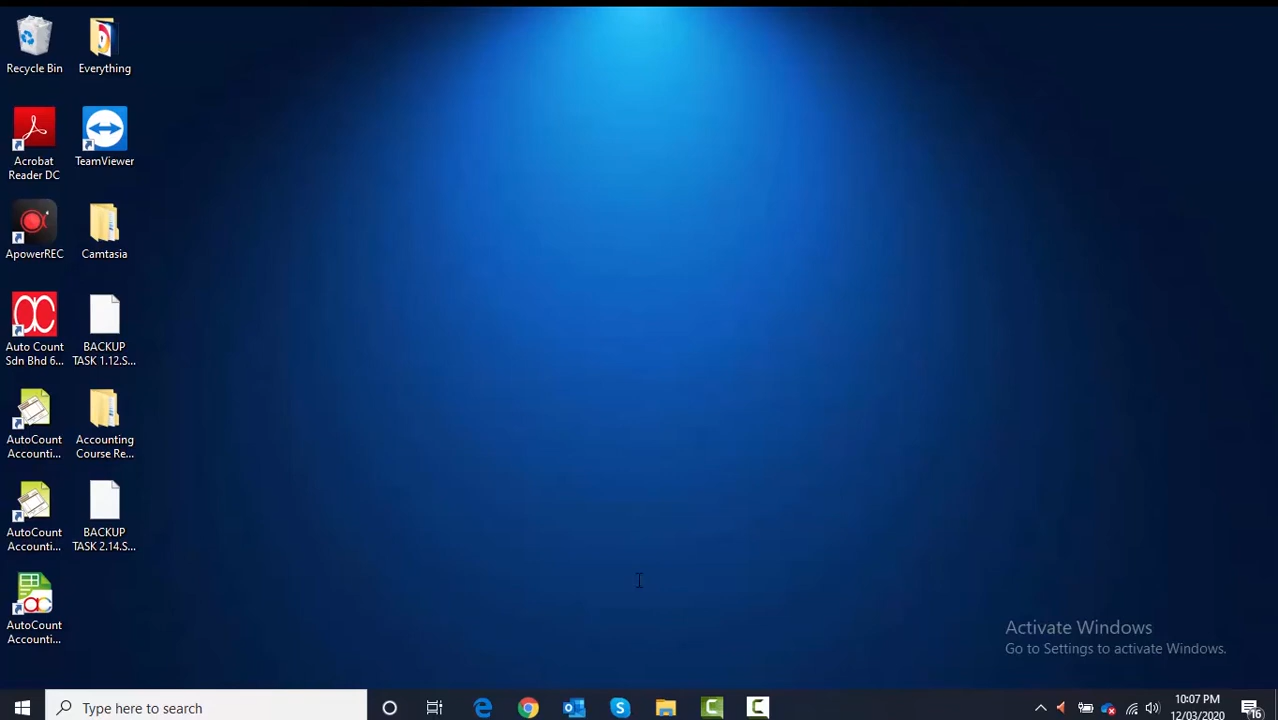 Recycle Bin
Everything
Acrobat
Reader DC
TeamViewer
ApowerREC
Camtasia
Auto Count
Sdn Bhd 6...
BACKUP
TASK 1.12.S...
AutoCount
Accounti...
Accounting
Course Re...
AutoCount
Accounti...
BACKUP
TASK 2.14.S...
AutoCount
Accounti...
Activate Windows
Go to Settings to activate Windows.
Type here to search
10:07 PM
12/03/2020
16